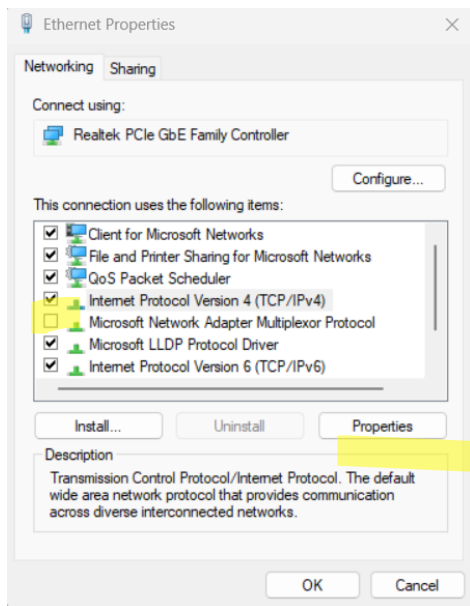 Ethernet Properties
Networking Sharing
Connect using:
Realtek PCIe GbE Family Controller
Configure...
This connection uses the following items:
Client for Microsoft Networks
File and Printer Sharing for Microsoft Networks
QoS Packet Scheduler
Internet Protocol Version 4 (TCP/IPv4)
Microsoft Network Adapter Multiplexor Protocol
Microsoft LLDP Protocol Driver
Internet Protocol Version 6 (TCP/IPv6)
Install... Uninstall Properties
Description
Transmission Control Protocol/Internet Protocol. The default
wide area network protocol that provides communication
across diverse interconnected networks.
OK Cancel